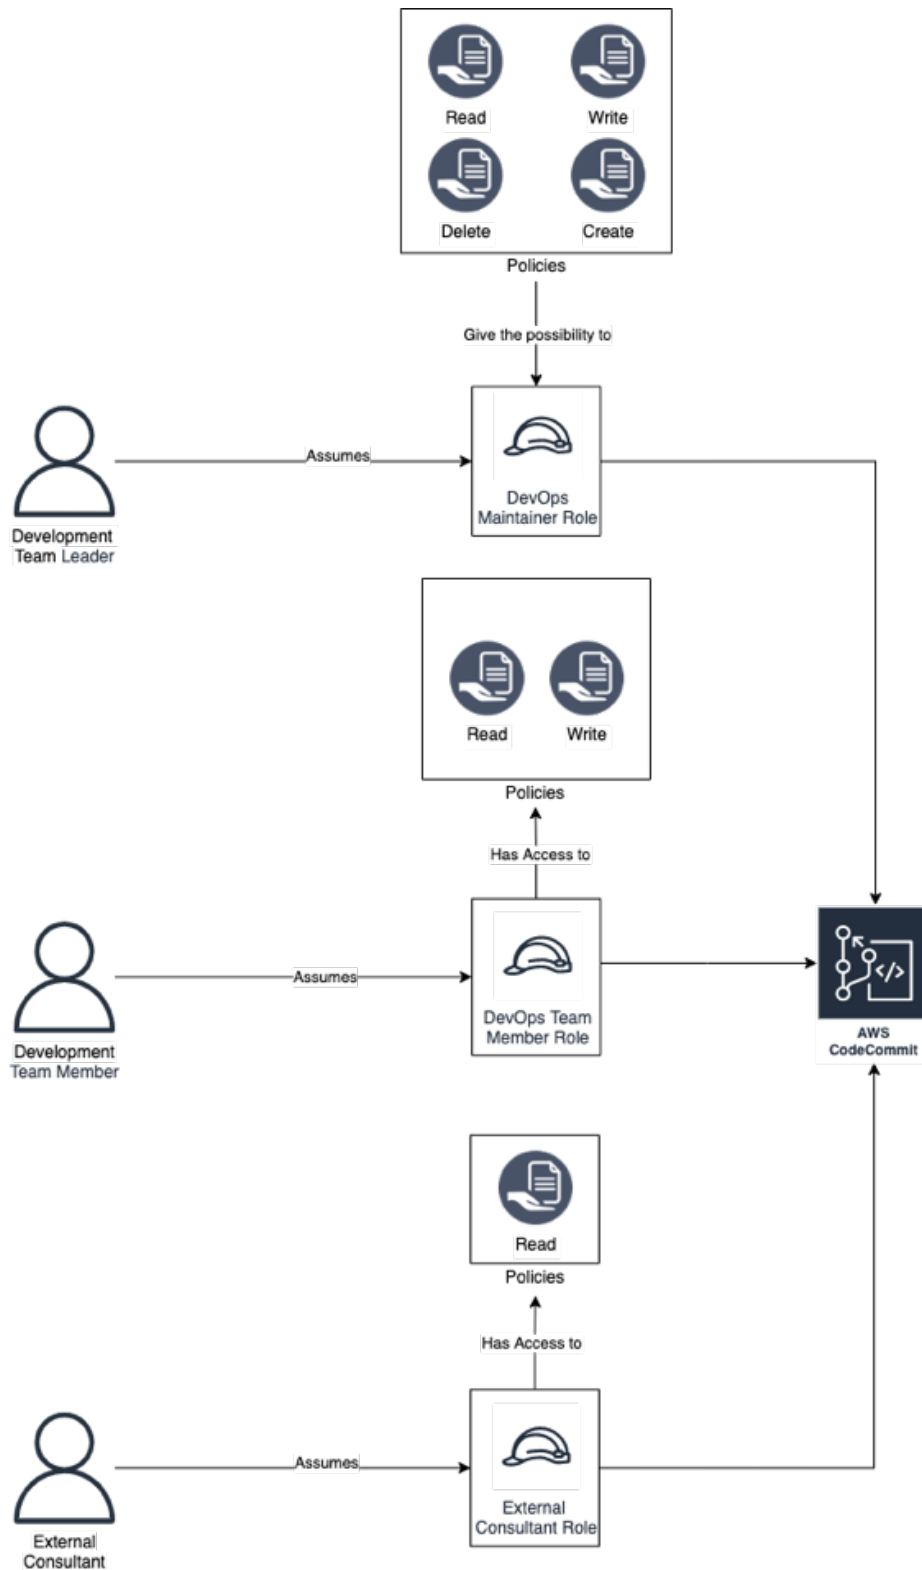 Read
Write
Delete
Create
Policies
Give the possibility to
Assumes
DevOps
Maintainer Role
Development
Team Leader
Read
Write
Policies
Has Access to
Assumes
DevOps Team
Member Role
Development
Team Member
AWS
CodeCommit
Read
Policies
Has Access to
Assumes
External
Consultant Role
External
Consultant